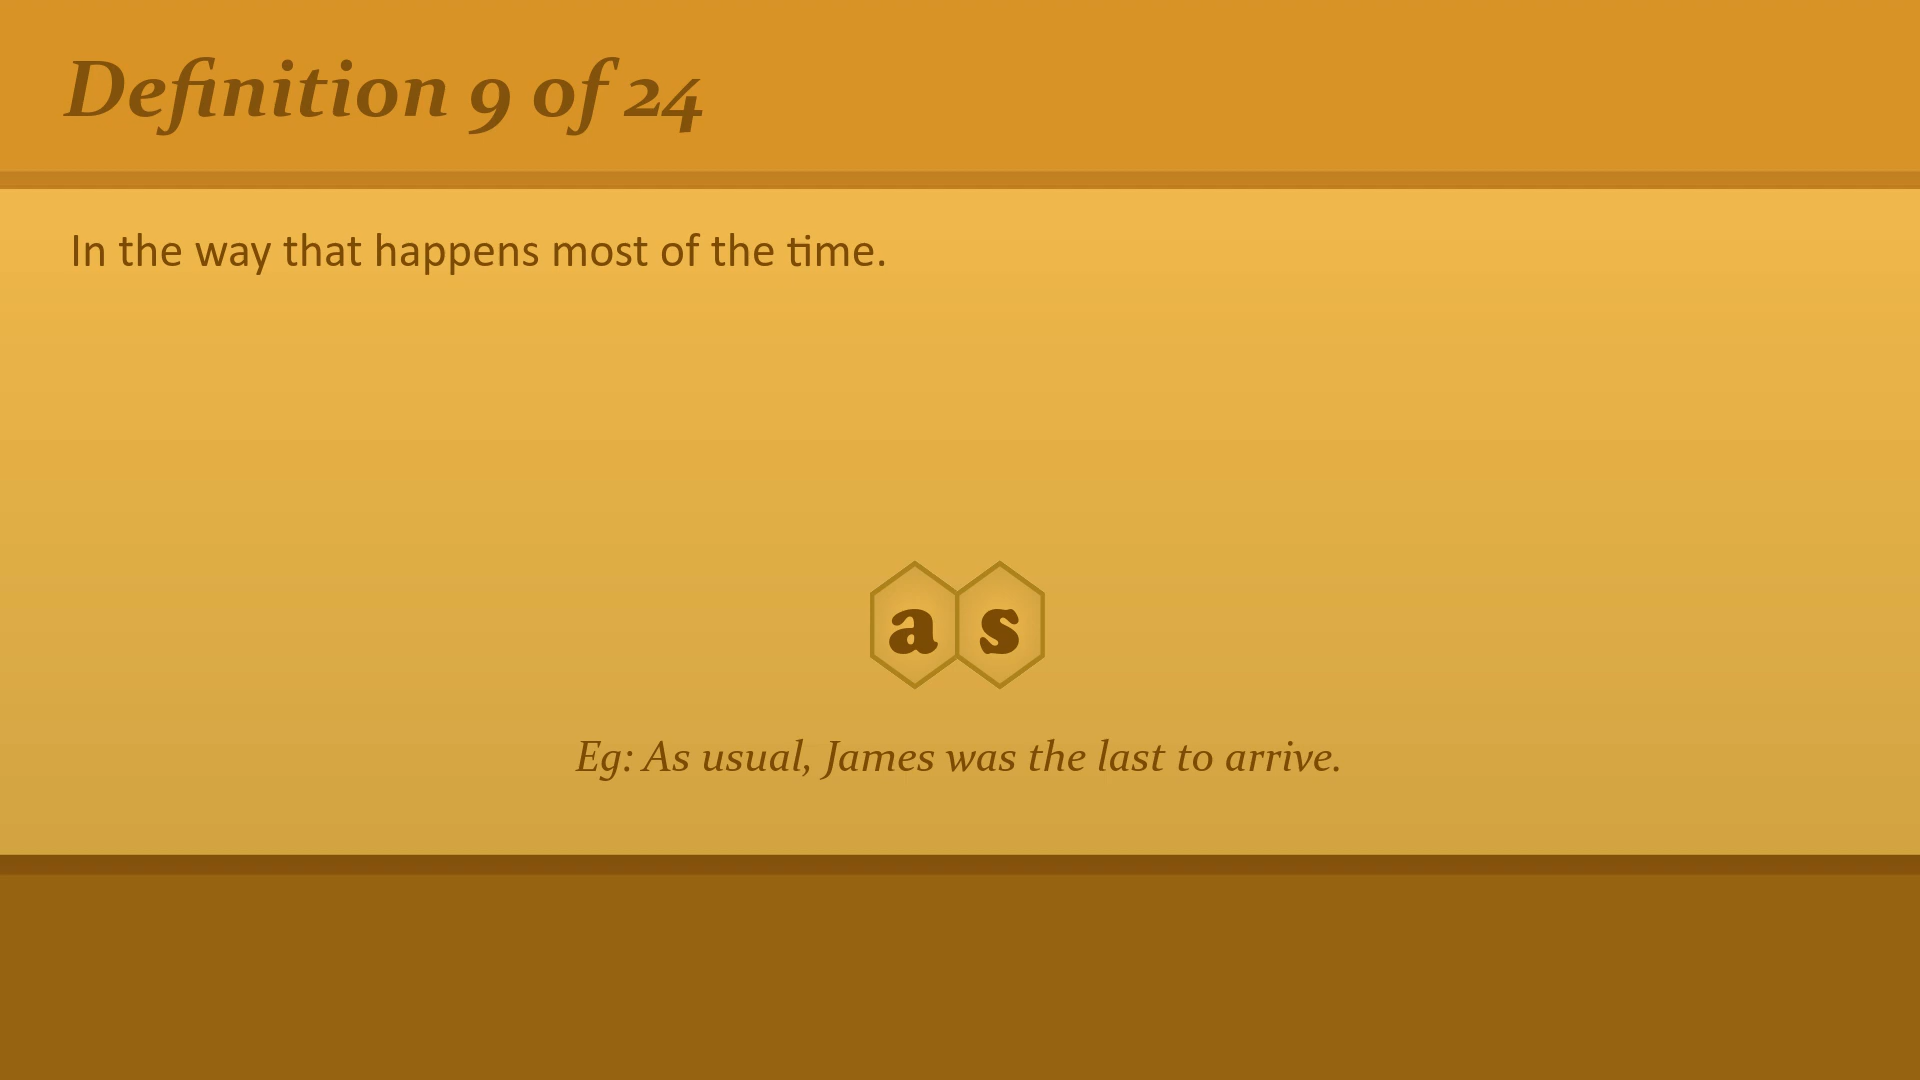 Definition 9 of 24
In the way that happens most of the time.
as
Eg: As usual, James was the last to arrive.